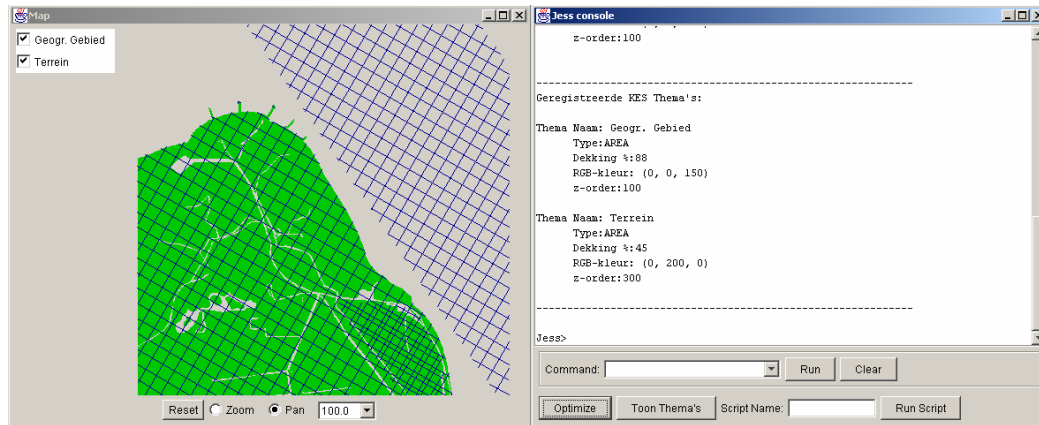 Map
Geogr. Gebied
Terrein
Reset Zoom Pan 100.0
Jess console
z-order:100
--------------------------------------------------------------
Geregistreerde KES Thema's:
Thema Naam: Geogr. Gebied
Type:AREA
Dekking %:88
RGB-kleur: (0, 0, 150)
z-order:100
Thema Naam: Terrein
Type:AREA
Dekking %:45
RGB-kleur: (0, 200, 0)
z-order:300
--------------------------------------------------------------
Jess>
Command: Run Clear
Optimize Toon Thema's Script Name: Run Script